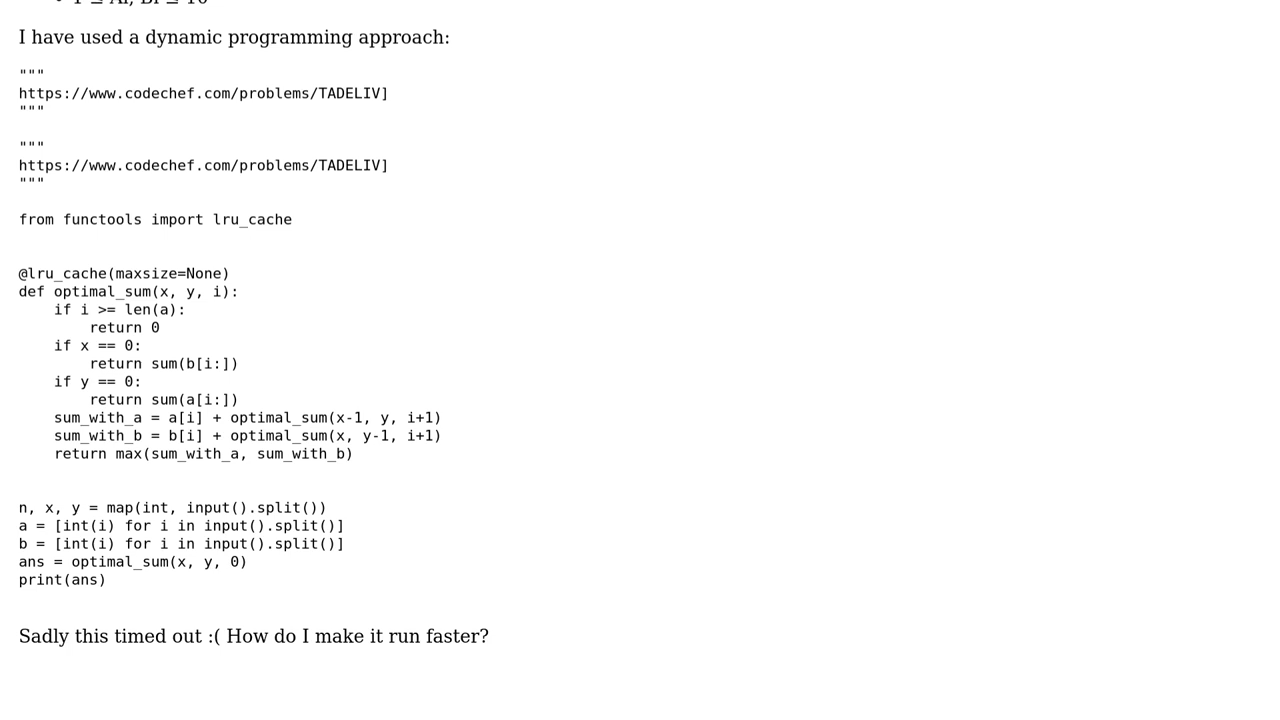 I have used a dynamic programming approach:
"""
https://www.codechef.com/problems/TADELIV]
"""
"""
https://www.codechef.com/problems/TADELIV]
"""
from functools import lru_cache
@lru_cache(maxsize=None)
def optimal_sum(x, y, i):
    if i >= len(a):
        return 0
    if x == 0:
        return sum(b[i:])
    if y == 0:
        return sum(a[i:])
    sum_with_a = a[i] + optimal_sum(x-1, y, i+1)
    sum_with_b = b[i] + optimal_sum(x, y-1, i+1)
    return max(sum_with_a, sum_with_b)
n, x, y = map(int, input().split())
a = [int(i) for i in input().split()]
b = [int(i) for i in input().split()]
ans = optimal_sum(x, y, 0)
print(ans)
Sadly this timed out :( How do I make it run faster?